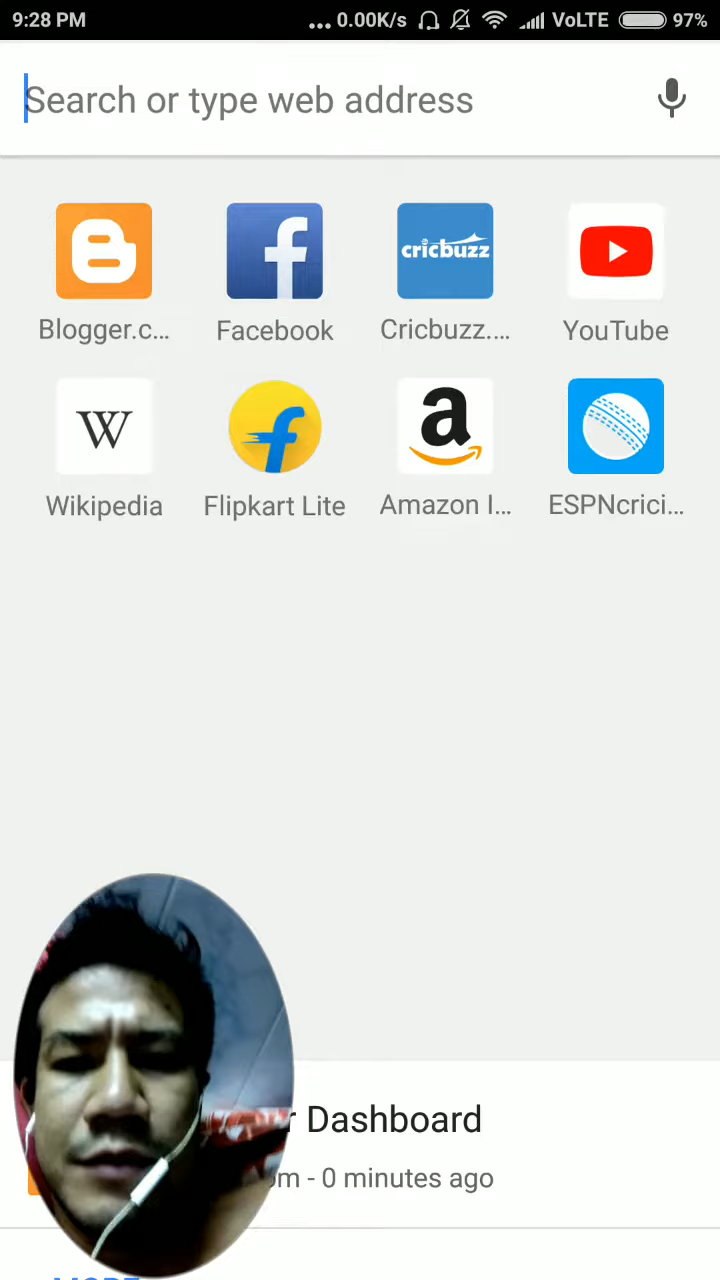 9:28 PM ... 0.00K/s VoLTE 97%
Search or type web address
cricbuzz
Blogger.c... Facebook Cricbuzz.... YouTube
W f a
Wikipedia Flipkart Lite Amazon I... ESPNcrici...
Dashboard
- 0 minutes ago